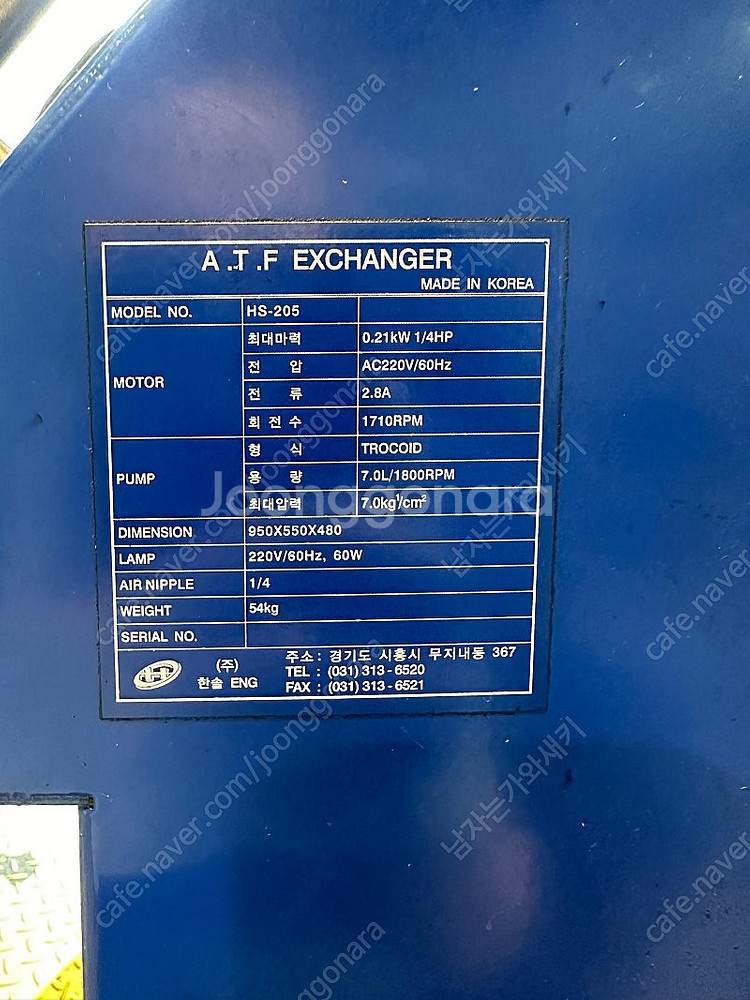 A.T.F EXCHANGER
MADE IN KOREA
MODEL NO. HS-205
MOTOR
최대마력 0.21kW 1/4HP
전 압 AC220V/60Hz
전 류 2.8A
회 전 수 1710RPM
PUMP
형 식 TROCOID
용 량 7.0L/1800RPM
최대압력 7.0kg¹/cm²
DIMENSION 950X550X480
LAMP 220V/60Hz, 60W
AIR NIPPLE 1/4
WEIGHT 54kg
SERIAL NO.
(주)
한솔 ENG
주소 : 경기도 시흥시 무지내동 367
TEL : (031) 313 - 6520
FAX : (031) 313 - 6521
Joonggonara
cafe.naver.com/joonggonara
남자는가와새키